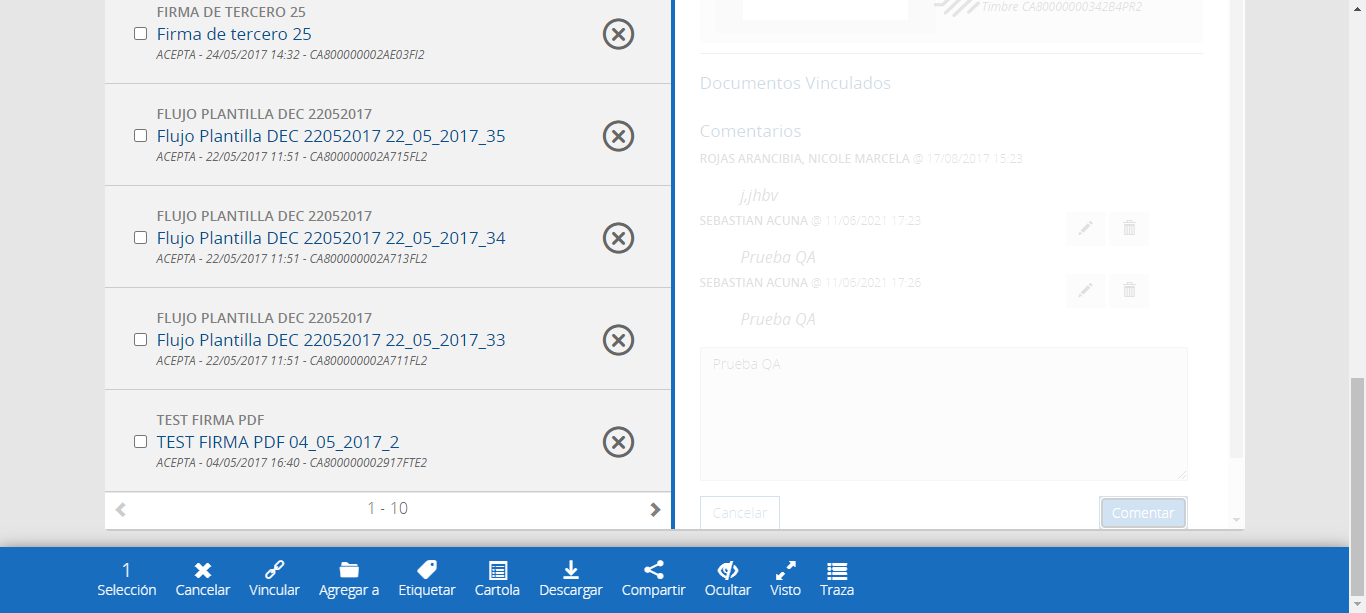 FIRMA DE TERCERO 25
Firma de tercero 25
ACEPTA - 24/05/2017 14:32 - CA800000002AE03FI2
FLUJO PLANTILLA DEC 22052017
Flujo Plantilla DEC 22052017 22_05_2017_35
ACEPTA - 22/05/2017 11:51 - CA800000002A715FL2
FLUJO PLANTILLA DEC 22052017
Flujo Plantilla DEC 22052017 22_05_2017_34
ACEPTA - 22/05/2017 11:51 - CA800000002A713FL2
FLUJO PLANTILLA DEC 22052017
Flujo Plantilla DEC 22052017 22_05_2017_33
ACEPTA - 22/05/2017 11:51 - CA800000002A711FL2
TEST FIRMA PDF
TEST FIRMA PDF 04_05_2017_2
ACEPTA - 04/05/2017 16:40 - CA800000002917FTE2
1 - 10
Timbre CA80000000342B4PR2
Documentos Vinculados
Comentarios
ROJAS ARANCIBIA, NICOLE MARCELA @ 17/08/2017 15:23
j,jhbv
SEBASTIAN ACUNA @ 11/06/2021 17:23
Prueba QA
SEBASTIAN ACUNA @ 11/06/2021 17:26
Prueba QA
Prueba QA
Cancelar
Comentar
1
Selección
Cancelar
Vincular
Agregar a
Etiquetar
Cartola
Descargar
Compartir
Ocultar
Visto
Traza